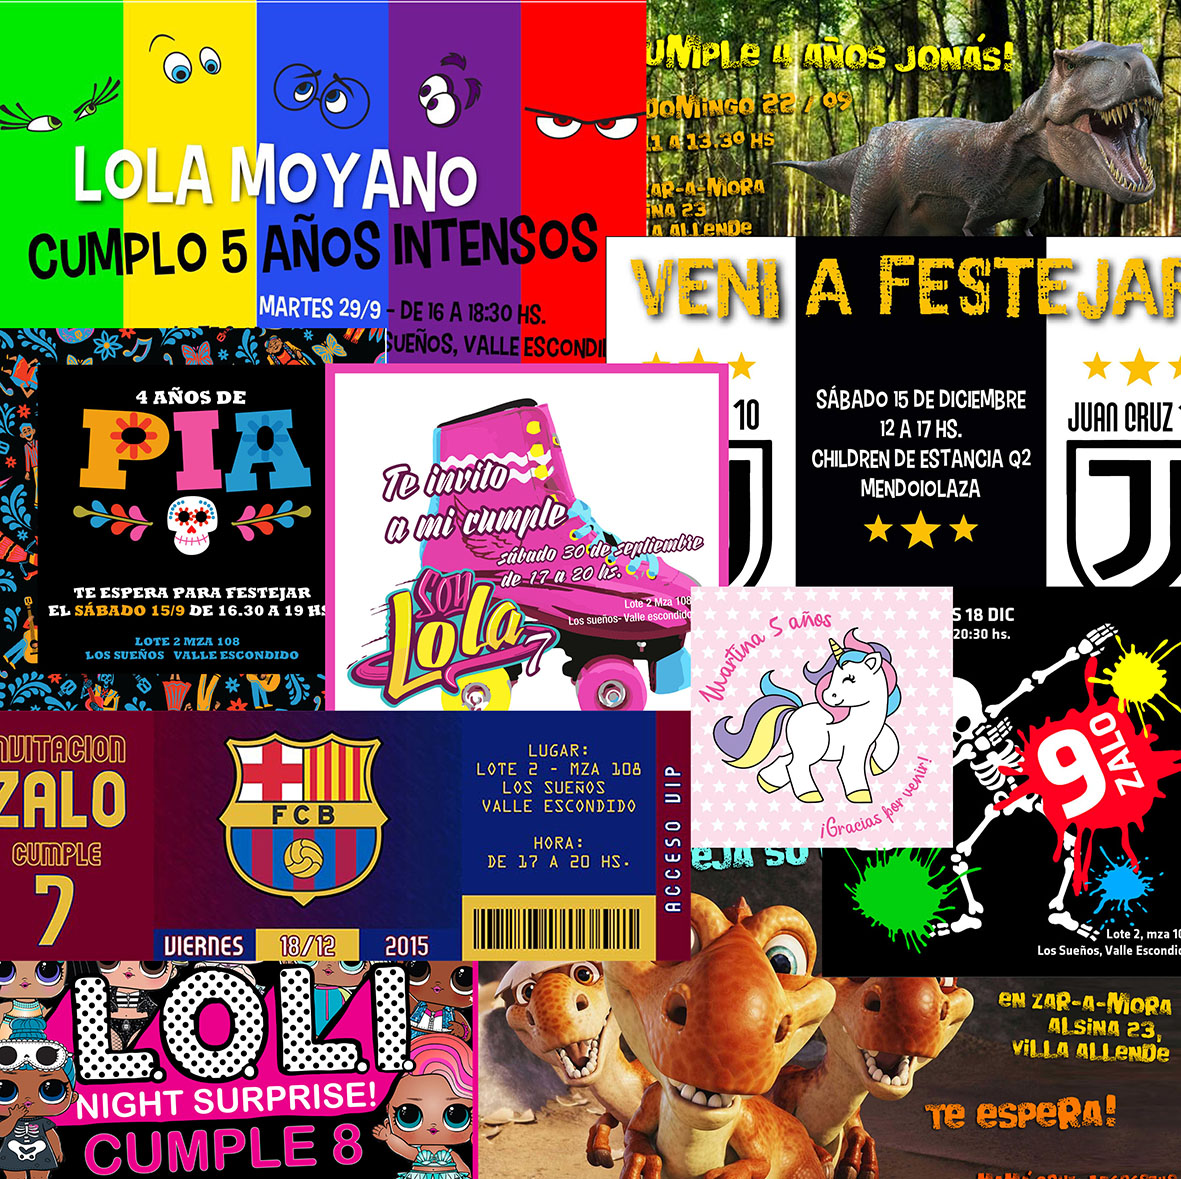 LOLA MOYANO
CUMPLO 5 AÑOS INTENSOS
MARTES 29/9 - DE 16 A 18:30 HS.
SUEÑOS, VALLE ESCONDI
UMPLE 4 AÑOS JONÁS!
DOMINGO 22 / 09
11 A 13.30 HS
ZAR-A-MORA
INA 23
A ALLENDE
VENI A FESTEJAR
10
SÁBADO 15 DE DICIEMBRE
12 A 17 HS.
CHILDREN DE ESTANCIA Q2
MENDOIOLAZA
JUAN CRUZ 1
J
J
4 AÑOS DE
PIA
TE ESPERA PARA FESTEJAR
EL SÁBADO 15/9 DE 16.30 A 19 HS
LOTE 2 MZA 108
LOS SUEÑOS VALLE ESCONDIDO
Te invito
a mi cumple
sábado 30 de septiembre
de 17 a 20 hs.
Lote 2 Mza 108
Los sueños- Valle escondido
Soy
Lola
7
Martina 5 años
¡Gracias por venir!
S 18 DIC
20:30 hs.
9
ZALO
Lote 2, mza 10
Los Sueños, Valle Escondid
NVITACION
ZALO
CUMPLE
7
FCB
VIERNES 18/12 2015
LUGAR:
LOTE 2 - MZA 108
LOS SUEÑOS
VALLE ESCONDIDO
HORA:
DE 17 A 20 HS.
ACCESO VIP
L.O.L.I.
NIGHT SURPRISE!
CUMPLE 8
EJA SO
EN ZAR-A-MORA
ALSINA 23,
VILLA ALLENDE
TE ESPERA!